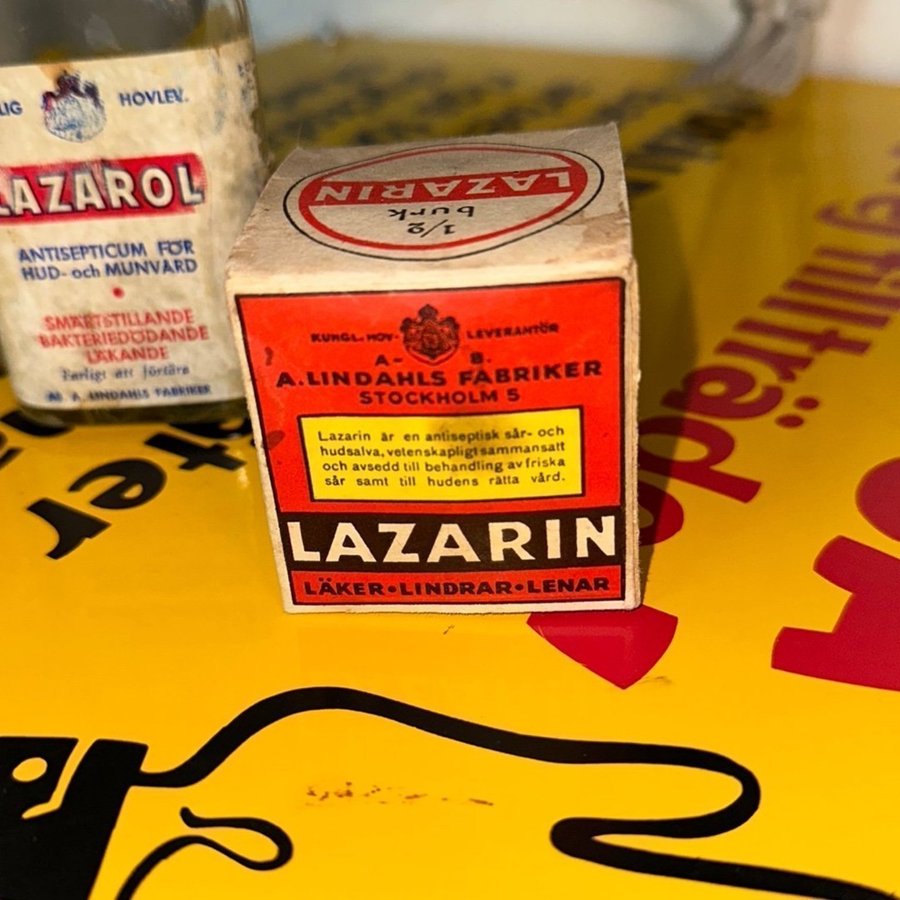 HOVLEV.
LAZAROL
ANTISEPTICUM FÖR
HUD- och MUNVÅRD
SMÄRTSTILLANDE
BAKTERIEDÖDANDE
LÄKANDE
Farligt att förtära
A. LINDAHLS FABRIKER
LAZARIN
1/2
burk
KUNGL. HOV- LEVERANTÖR
A- B.
A. LINDAHLS FABRIKER
STOCKHOLM 5
Lazarin är en antiseptisk sår- och
hudsalva, vetenskapligt sammansatt
och avsedd till behandling av friska
sår samt till hudens rätta vård.
LAZARIN
LÄKER • LINDRAR • LENAR